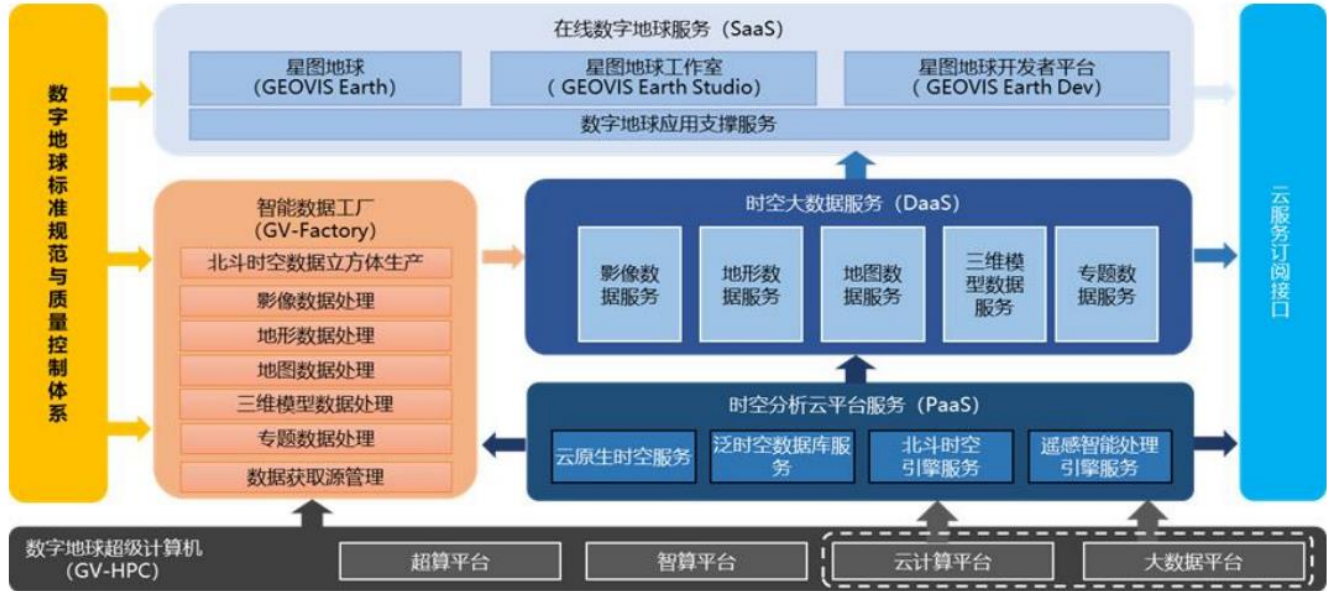 数字地球标准规范与质量控制体系
在线数字地球服务（SaaS）
星图地球
(GEOVIS Earth)
星图地球工作室
( GEOVIS Earth Studio)
星图地球开发者平台
( GEOVIS Earth Dev)
数字地球应用支撑服务
智能数据工厂
(GV-Factory)
北斗时空数据立方体生产
影像数据处理
地形数据处理
地图数据处理
三维模型数据处理
专题数据处理
数据获取源管理
时空大数据服务（DaaS）
影像数
据服务
地形数
据服务
地图数
据服务
三维模
型数据
服务
专题数
据服务
时空分析云平台服务（PaaS）
云原生时空服务
泛时空数据库服
务
北斗时空
引擎服务
遥感智能处理
引擎服务
云服务订阅接口
数字地球超级计算机
(GV-HPC)
超算平台
智算平台
云计算平台
大数据平台